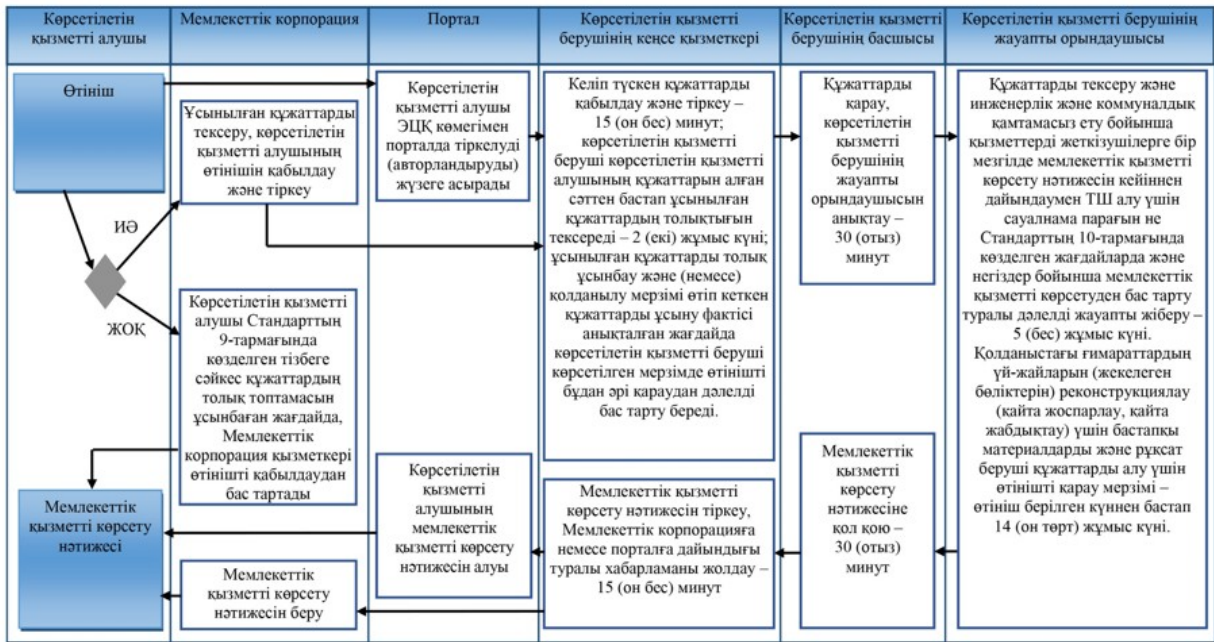 Көрсетілетін
қызметті алушы
Мемлекеттік корпорация
Портал
Көрсетілетін қызметті
берушінің кеңсе қызметкері
Көрсетілетін қызметті
берушінің басшысы
Көрсетілетін қызметті берушінің
жауапты орындаушысы
Өтініш
ИӘ
ЖОҚ
Мемлекеттік
қызметті көрсету
нәтижесі
Ұсынылған құжаттарды
тексеру, көрсетілетін
қызметті алушының
өтінішін қабылдау
және тіркеу
Көрсетілетін қызметті
алушы Стандарттың
9-тармағында
көзделген тізбеге
сәйкес құжаттардың
толық топтамасын
ұсынбаған жағдайда,
Мемлекеттік
корпорация қызметкері
өтінішті қабылдаудан
бас тартады
Мемлекеттік
қызметті көрсету
нәтижесін беру
Көрсетілетін
қызметті алушы
ЭЦҚ көмегімен
порталда тіркелуді
(авторландыруды)
жүзеге асырады
Көрсетілетін
қызметті
алушының
мемлекеттік
қызметті көрсету
нәтижесін алуы
Келіп түскен құжаттарды
қабылдау және тіркеу –
15 (он бес) минут;
көрсетілетін қызметті
беруші көрсетілетін қызметті
алушының құжаттарын алған
сәттен бастап ұсынылған
құжаттардың толықтығын
тексереді – 2 (екі) жұмыс күні;
ұсынылған құжаттарды толық
ұсынбау және (немесе)
қолданылу мерзімі өтіп кеткен
құжаттарды ұсыну фактісі
анықталған жағдайда
көрсетілетін қызметті беруші
көрсетілген мерзімде өтінішті
бұдан әрі қараудан дәлелді
бас тарту береді.
Мемлекеттік қызметті
көрсету нәтижесін тіркеу,
Мемлекеттік корпорацияға
немесе порталға дайындығы
туралы хабарламаны жолдау –
15 (он бес) минут
Құжаттарды
қарау,
көрсетілетін
қызметті
берушінің
жауапты
орындаушысын
анықтау –
30 (отыз)
минут
Мемлекеттік
қызметті
көрсету
нәтижесіне
қол қою –
30 (отыз)
минут
Құжаттарды тексеру және
инженерлік және коммуналдық
қамтамасыз ету бойынша
қызметтерді жеткізушілерге бір
мезгілде мемлекеттік қызметті
көрсету нәтижесін кейіннен
дайындаумен ТШ алу үшін
сауалнама парағын не
Стандарттың 10-тармағында
көзделген жағдайларда және
негіздер бойынша мемлекеттік
қызметті көрсетуден бас тарту
туралы дәлелді жауапты жіберу –
5 (бес) жұмыс күні.
Қолданыстағы ғимараттардың
үй-жайларын (жекелеген
бөліктерін) реконструкциялау
(қайта жоспарлау, қайта
жабдықтау) үшін бастапқы
материалдарды және рұқсат
беруші құжаттарды алу үшін
өтінішті қарау мерзімі –
өтініш берілген күннен бастап
14 (он төрт) жұмыс күні.